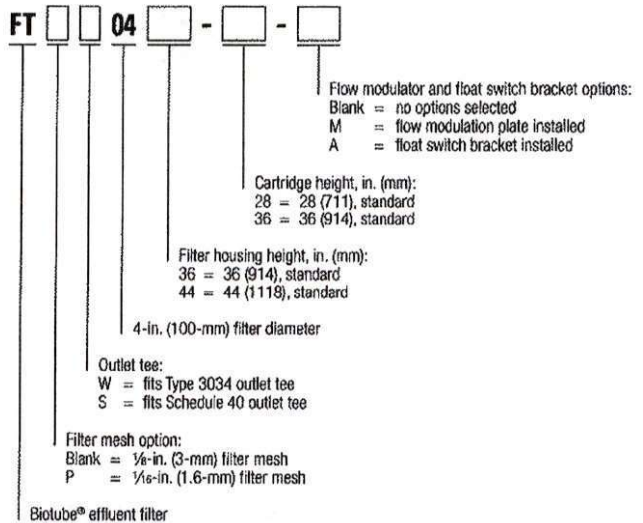 FT 04 - -
Flow modulator and float switch bracket options:
Blank = no options selected
M = flow modulation plate installed
A = float switch bracket installed
Cartridge height, in. (mm):
28 = 28 (711), standard
36 = 36 (914), standard
Filter housing height, in. (mm):
36 = 36 (914), standard
44 = 44 (1118), standard
4-in. (100-mm) filter diameter
Outlet tee:
W = fits Type 3034 outlet tee
S = fits Schedule 40 outlet tee
Filter mesh option:
Blank = ⅛-in. (3-mm) filter mesh
P = 1⁄16-in. (1.6-mm) filter mesh
Biotube® effluent filter